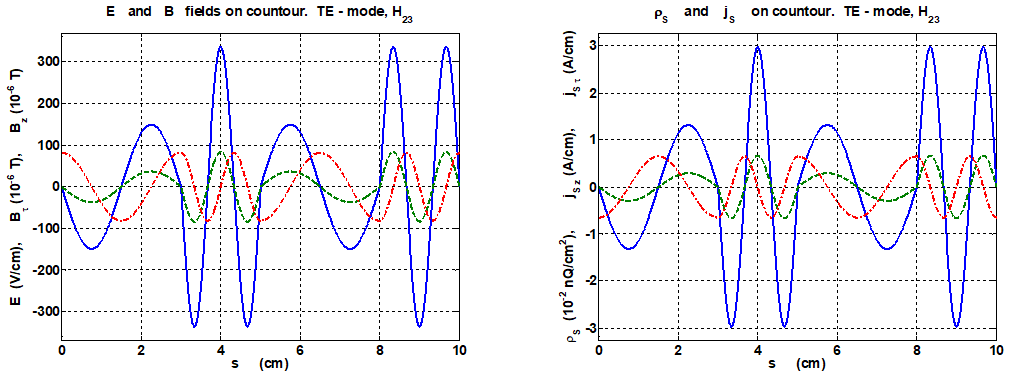 E and B fields on countour. TE - mode, H23
E (V/cm), Bτ (10-6 T), Bz (10-6 T)
300
200
100
0
-100
-200
-300
0 2 4 6 8 10
s (cm)
ρS and jS on countour. TE - mode, H23
ρS (10-2 nQ/cm2), jS z (A/cm), jS τ (A/cm)
3
2
1
0
-1
-2
-3
0 2 4 6 8 10
s (cm)